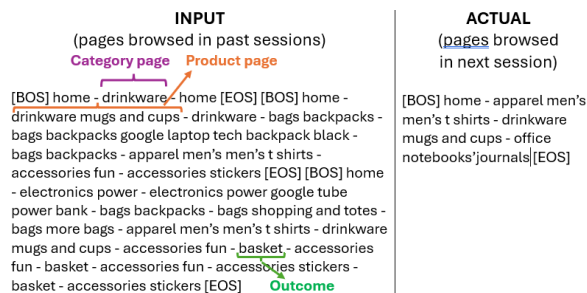 INPUT
(pages browsed in past sessions)
Category page Product page
[BOS] home - drinkware - home [EOS] [BOS] home -
drinkware mugs and cups - drinkware - bags backpacks -
bags backpacks google laptop tech backpack black -
bags backpacks - apparel men's men's t shirts -
accessories fun - accessories stickers [EOS] [BOS] home
- electronics power - electronics power google tube
power bank - bags backpacks - bags shopping and totes -
bags more bags - apparel men's men's t shirts - drinkware
mugs and cups - accessories fun - basket - accessories
fun - basket - accessories fun - accessories stickers -
basket - accessories stickers [EOS]
Outcome
ACTUAL
(pages browsed
in next session)
[BOS] home - apparel men's
men's t shirts - drinkware
mugs and cups - office
notebooks'journals [EOS]